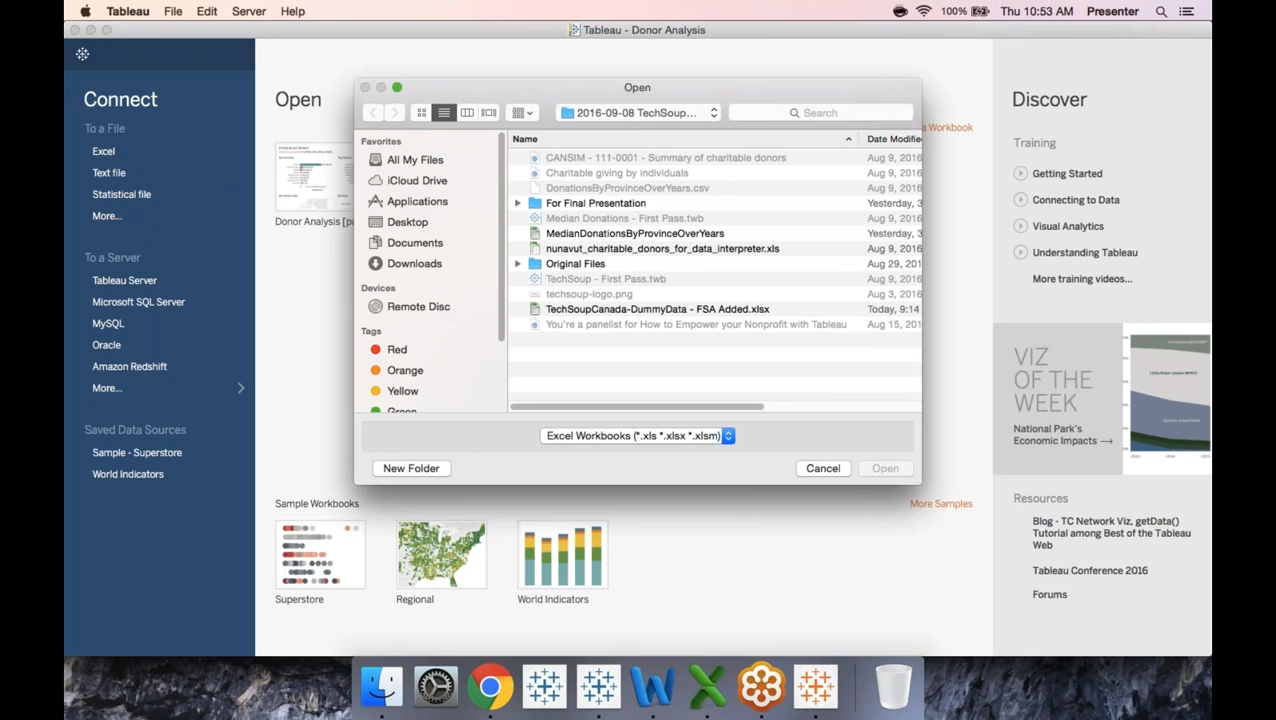 Tableau File Edit Server Help
100% Thu 10:53 AM Presenter
Tableau - Donor Analysis
Connect
To a File
Excel
Text file
Statistical file
More...
To a Server
Tableau Server
Microsoft SQL Server
MySQL
Oracle
Amazon Redshift
More...
Saved Data Sources
Sample - Superstore
World Indicators
Open
a Workbook
Donor Analysis [pu
Open
2016-09-08 TechSoup...
Search
Favorites
All My Files
iCloud Drive
Applications
Desktop
Documents
Downloads
Devices
Remote Disc
Tags
Red
Orange
Yellow
Green
Name Date Modifie
CANSIM - 111-0001 - Summary of charitable donors Aug 9, 2016
Charitable giving by individuals Aug 9, 2016
DonationsByProvinceOverYears.csv Aug 9, 2016
For Final Presentation Yesterday, 3
Median Donations - First Pass.twb Aug 9, 2016
MedianDonationsByProvinceOverYears Yesterday, 3
nunavut_charitable_donors_for_data_interpreter.xls Aug 9, 2016
Original Files Aug 29, 201
TechSoup - First Pass.twb Aug 9, 2016
techsoup-logo.png Aug 3, 2016
TechSoupCanada-DummyData - FSA Added.xlsx Today, 9:14
You're a panelist for How to Empower your Nonprofit with Tableau Aug 15, 201
Excel Workbooks (*.xls *.xlsx *.xlsm)
New Folder Cancel Open
Sample Workbooks More Samples
Superstore Regional World Indicators
Discover
Training
Getting Started
Connecting to Data
Visual Analytics
Understanding Tableau
More training videos...
VIZ
OF THE
WEEK
National Park's
Economic Impacts →
Resources
Blog - TC Network Viz, getData()
Tutorial among Best of the Tableau
Web
Tableau Conference 2016
Forums